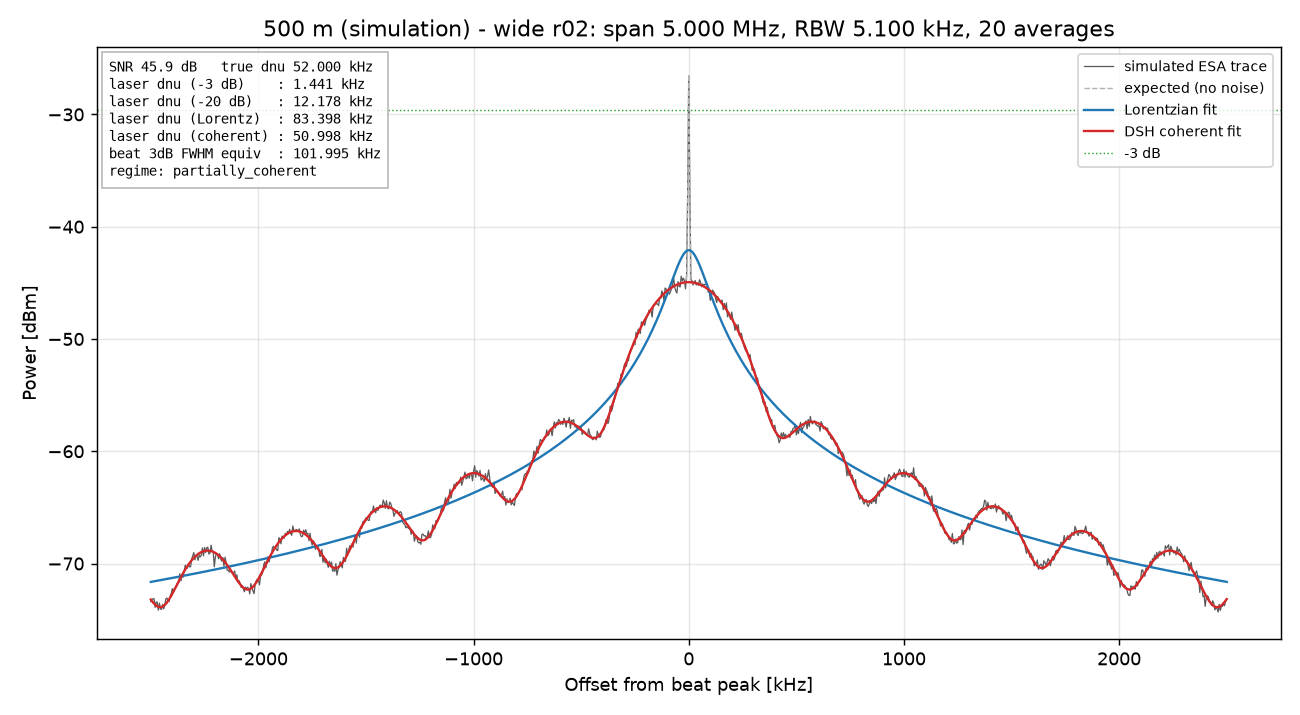 500 m (simulation) - wide r02: span 5.000 MHz, RBW 5.100 kHz, 20 averages
SNR 45.9 dB   true dnu 52.000 kHz
laser dnu (-3 dB)    : 1.441 kHz
laser dnu (-20 dB)   : 12.178 kHz
laser dnu (Lorentz)  : 83.398 kHz
laser dnu (coherent) : 50.998 kHz
beat 3dB FWHM equiv  : 101.995 kHz
regime: partially_coherent
simulated ESA trace
expected (no noise)
Lorentzian fit
DSH coherent fit
-3 dB
Power [dBm]
−30
−40
−50
−60
−70
−2000
−1000
0
1000
2000
Offset from beat peak [kHz]